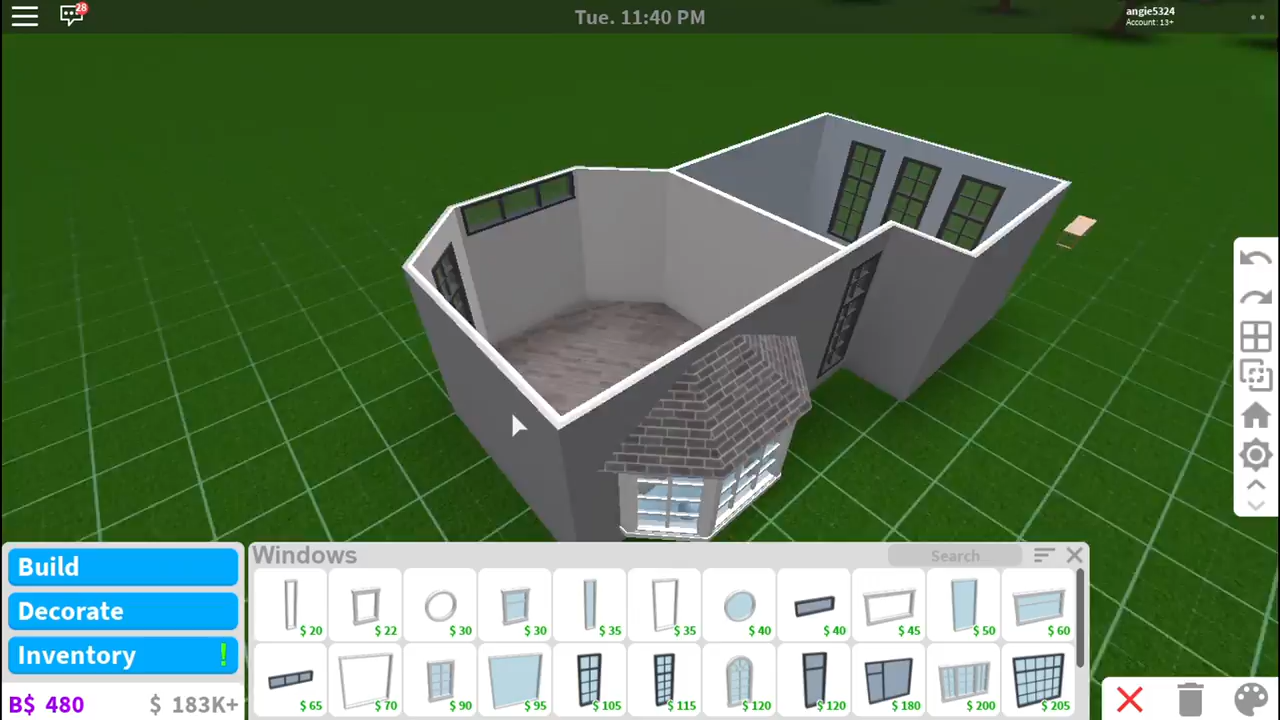 28
Tue. 11:40 PM
angie5324
Account: 13+
Build
Decorate
Inventory !
B$ 480 $ 183K+
Windows
Search
$ 20 $ 22 $ 30 $ 30 $ 35 $ 35 $ 40 $ 40 $ 45 $ 50 $ 60
$ 65 $ 70 $ 90 $ 95 $ 105 $ 115 $ 120 $ 120 $ 180 $ 200 $ 205